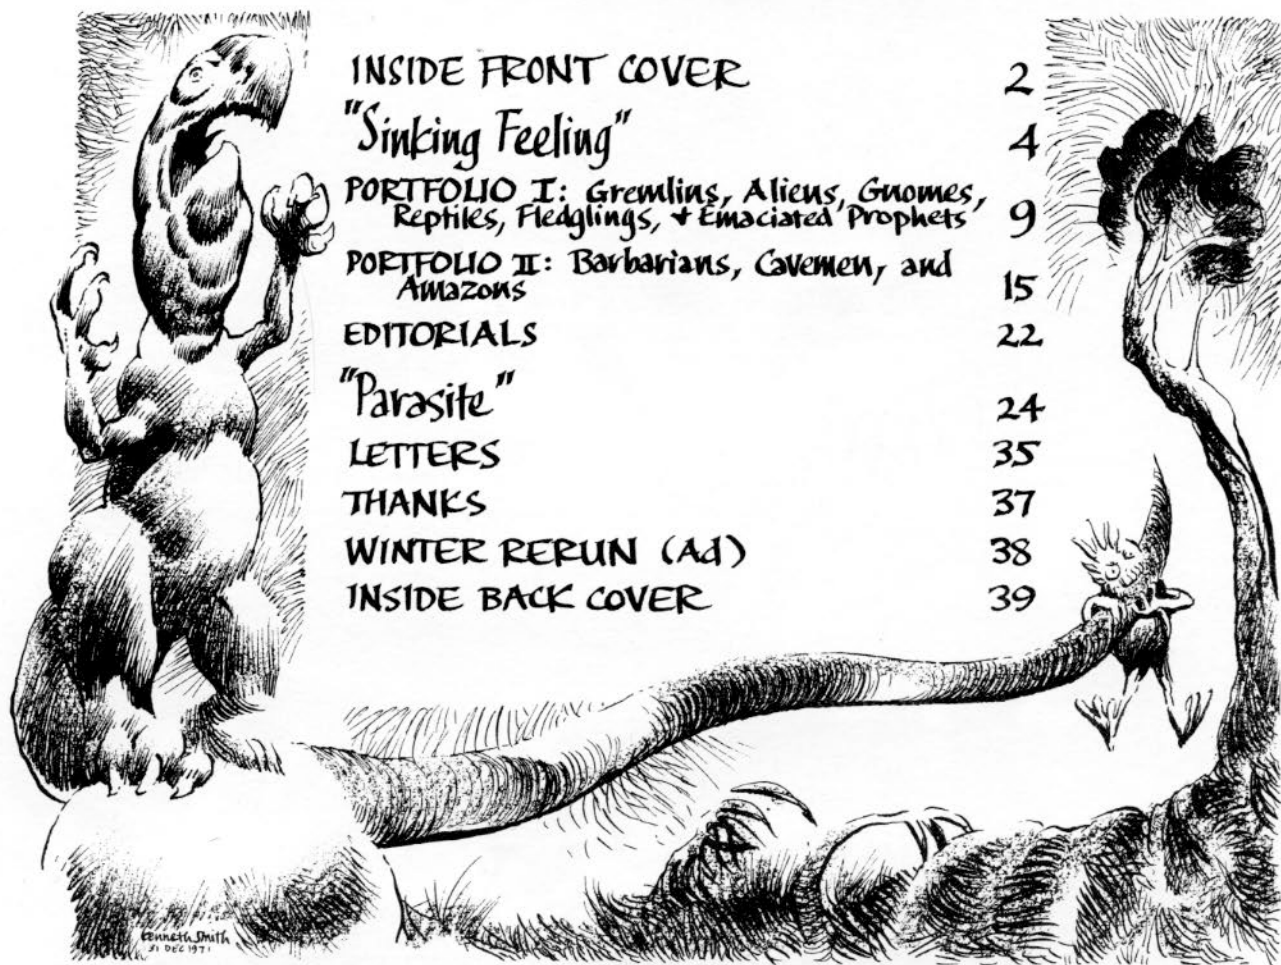 INSIDE FRONT COVER 2
"Sinking Feeling" 4
PORTFOLIO I: Gremlins, Aliens, Gnomes,
Reptiles, Fledglings, + Emaciated Prophets 9
PORTFOLIO II: Barbarians, Cavemen, and
Amazons 15
EDITORIALS 22
"Parasite" 24
LETTERS 35
THANKS 37
WINTER RERUN (Ad) 38
INSIDE BACK COVER 39
Kenneth Smith
31 DEC 1971